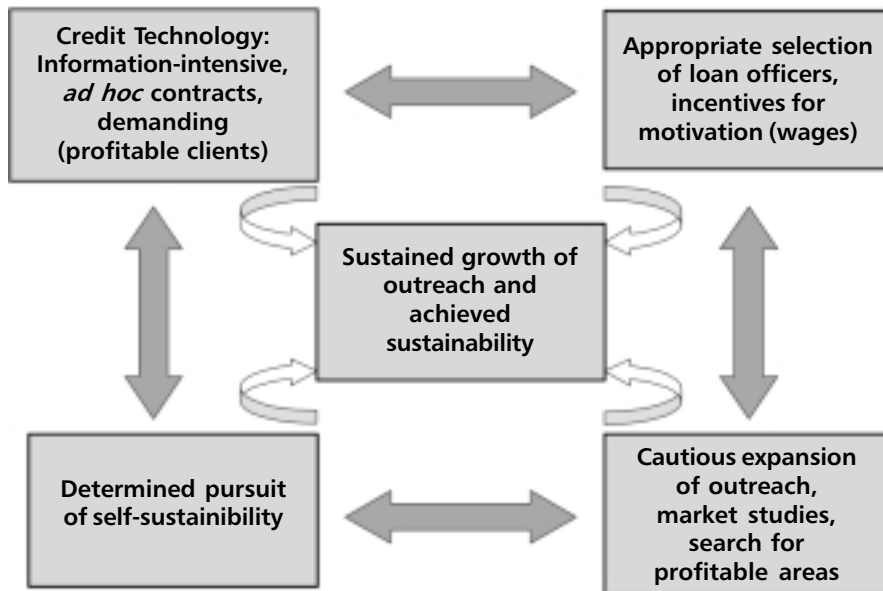 Credit Technology:
Information-intensive,
ad hoc contracts,
demanding
(profitable clients)
Appropriate selection
of loan officers,
incentives for
motivation (wages)
Sustained growth of
outreach and
achieved
sustainability
Determined pursuit
of self-sustainibility
Cautious expansion
of outreach,
market studies,
search for
profitable areas